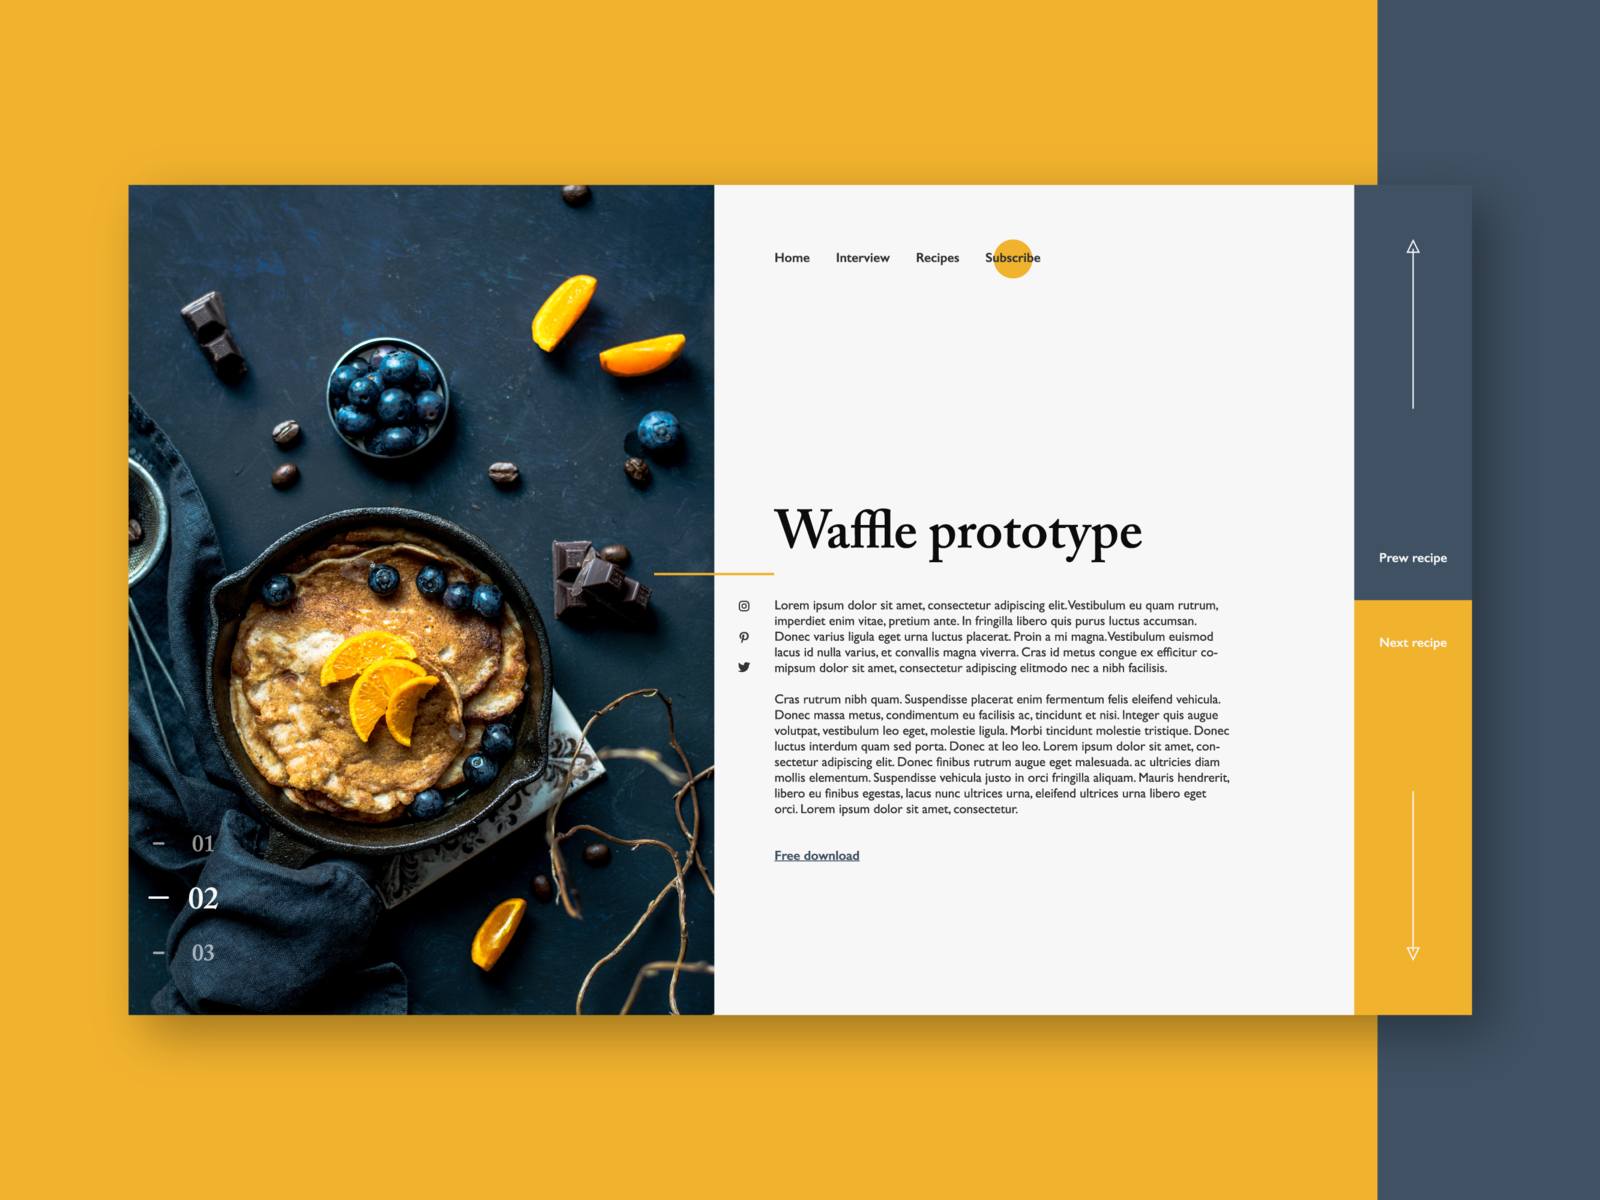 Home Interview Recipes Subscribe
Waffle prototype
Lorem ipsum dolor sit amet, consectetur adipiscing elit. Vestibulum eu quam rutrum,
imperdiet enim vitae, pretium ante. In fringilla libero quis purus luctus accumsan.
Donec varius ligula eget urna luctus placerat. Proin a mi magna. Vestibulum euismod
lacus id nulla varius, et convallis magna viverra. Cras id metus congue ex efficitur co-
mipsum dolor sit amet, consectetur adipiscing elitmodo nec a nibh facilisis.
Cras rutrum nibh quam. Suspendisse placerat enim fermentum felis eleifend vehicula.
Donec massa metus, condimentum eu facilisis ac, tincidunt et nisi. Integer quis augue
volutpat, vestibulum leo eget, molestie ligula. Morbi tincidunt molestie tristique. Donec
luctus interdum quam sed porta. Donec at leo leo. Lorem ipsum dolor sit amet, con-
sectetur adipiscing elit. Donec finibus rutrum augue eget malesuada. ac ultricies diam
mollis elementum. Suspendisse vehicula justo in orci fringilla aliquam. Mauris hendrerit,
libero eu finibus egestas, lacus nunc ultrices urna, eleifend ultrices urna libero eget
orci. Lorem ipsum dolor sit amet, consectetur.
Free download
01
02
03
Prew recipe
Next recipe